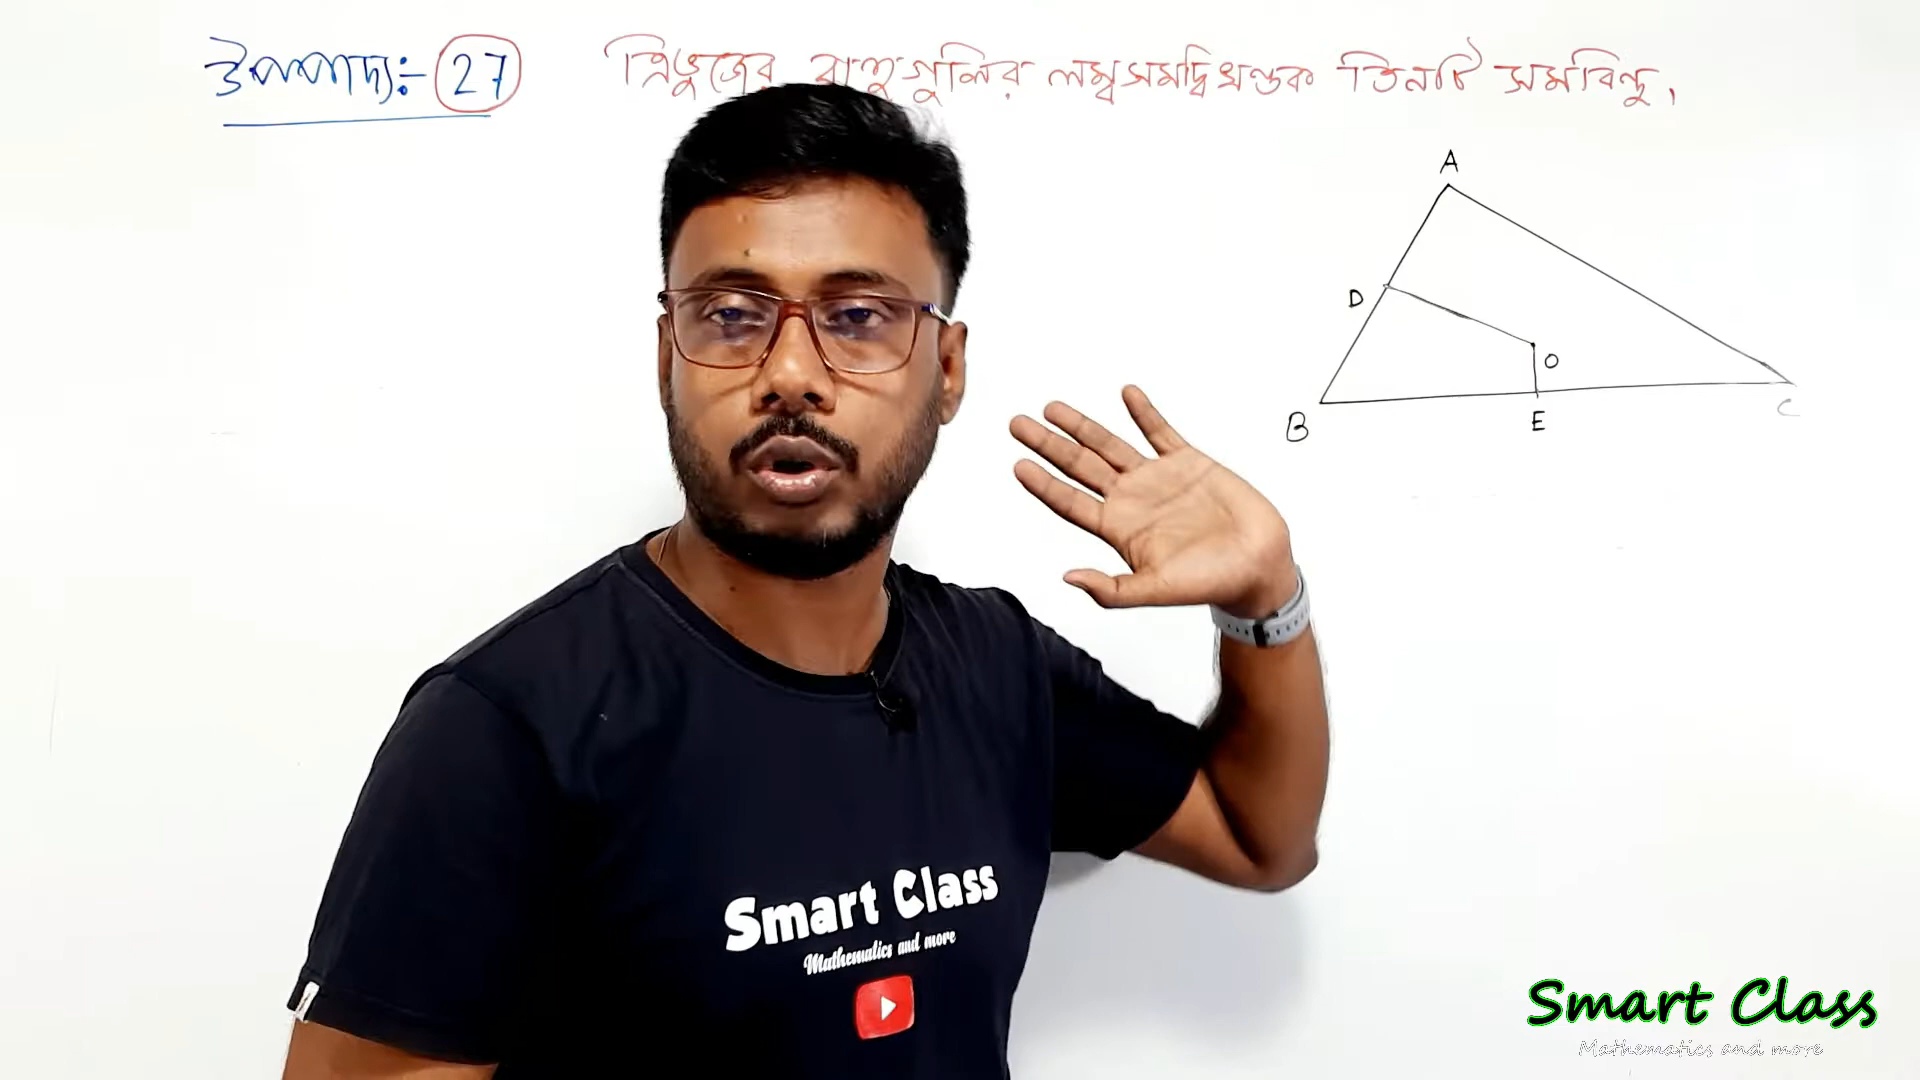 উপপাদ্য:- 27 ত্রিভুজের বাহুগুলির লম্বসমদ্বিখণ্ডক তিনটি সমবিন্দু,
A
D
O
B
E
C
Smart Class
Mathematics and more
Smart Class
Mathematics and more